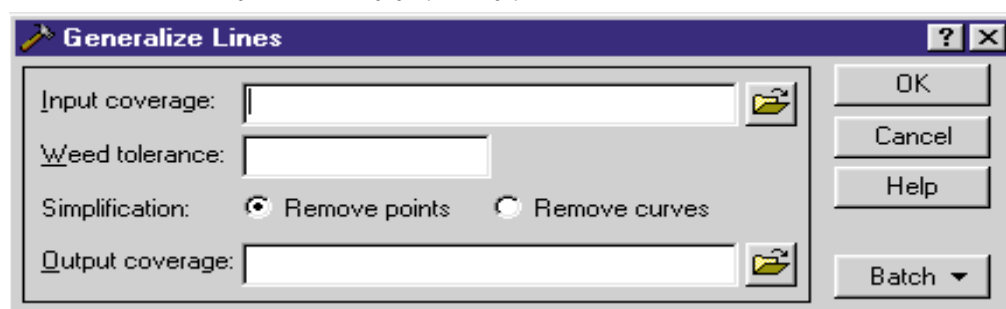 Generalize Lines
Input coverage:
Weed tolerance:
Simplification: Remove points Remove curves
Output coverage:
OK
Cancel
Help
Batch